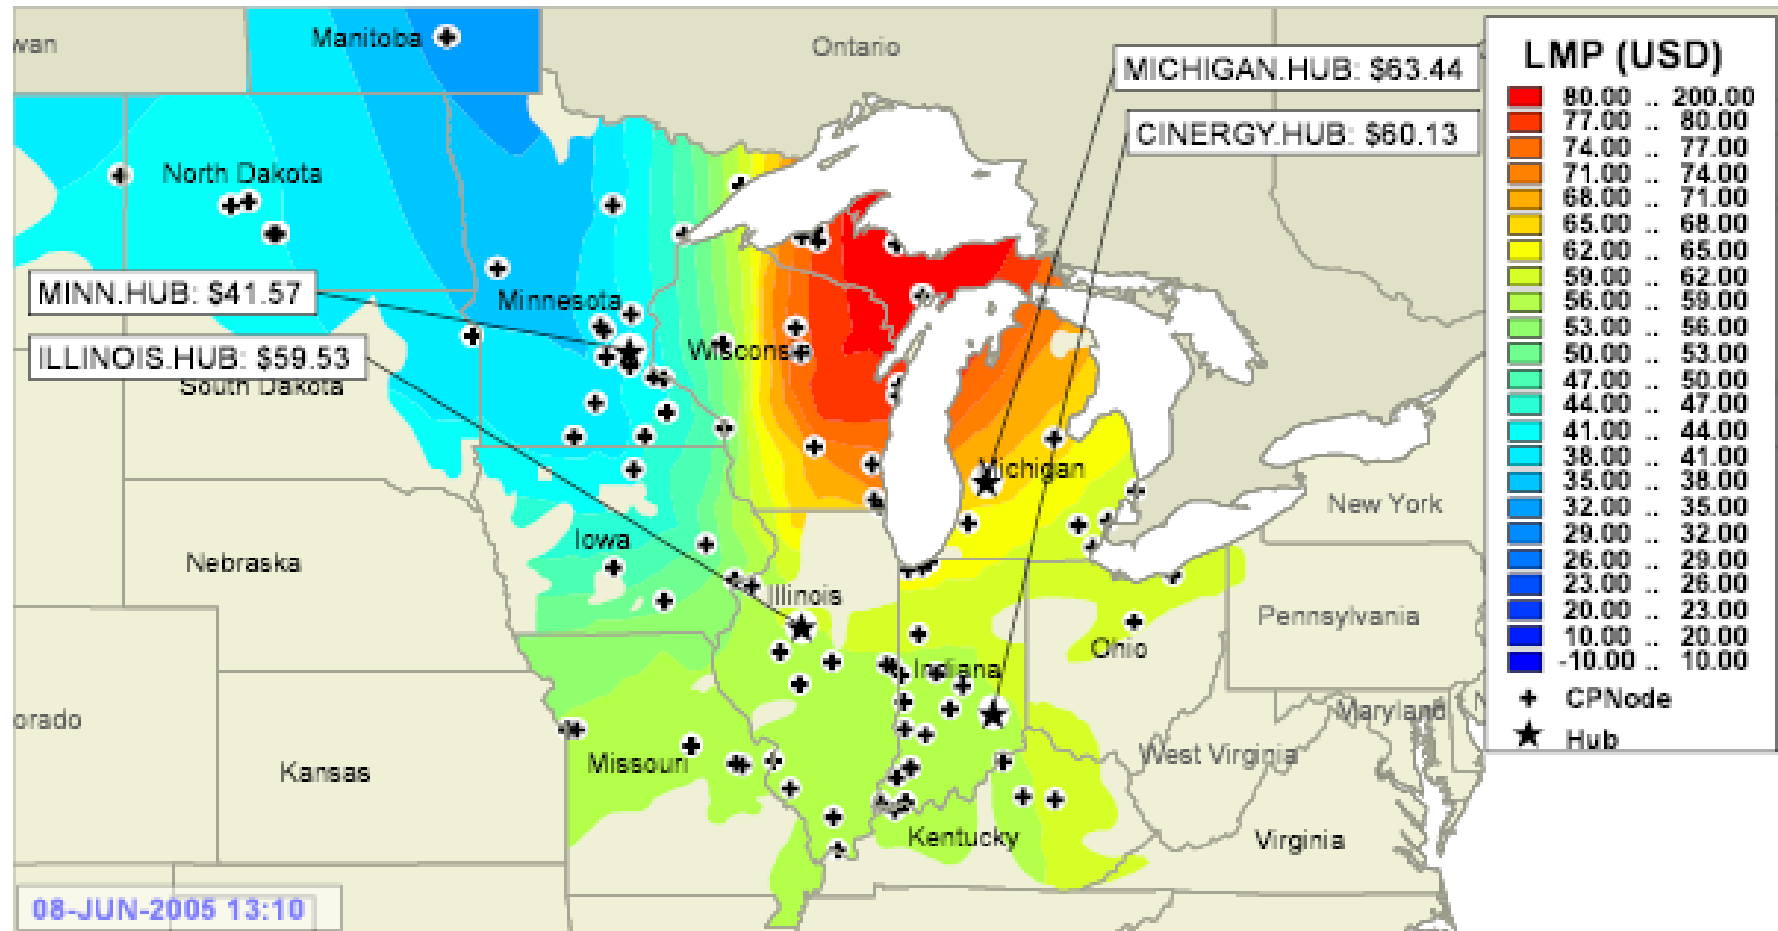 wan
Manitoba
Ontario
MICHIGAN.HUB: $63.44
CINERGY.HUB: $60.13
North Dakota
MINN.HUB: $41.57
Minnesota
ILLINOIS.HUB: $59.53
South Dakota
Wiscons
Michigan
New York
Iowa
Nebraska
Illinois
Pennsylvania
Ohio
Indiana
orado
Maryland
N
West Virginia
Missouri
Kansas
Kentucky
Virginia
08-JUN-2005 13:10
LMP (USD)
80.00 .. 200.00
77.00 .. 80.00
74.00 .. 77.00
71.00 .. 74.00
68.00 .. 71.00
65.00 .. 68.00
62.00 .. 65.00
59.00 .. 62.00
56.00 .. 59.00
53.00 .. 56.00
50.00 .. 53.00
47.00 .. 50.00
44.00 .. 47.00
41.00 .. 44.00
38.00 .. 41.00
35.00 .. 38.00
32.00 .. 35.00
29.00 .. 32.00
26.00 .. 29.00
23.00 .. 26.00
20.00 .. 23.00
10.00 .. 20.00
-10.00 .. 10.00
CPNode
Hub